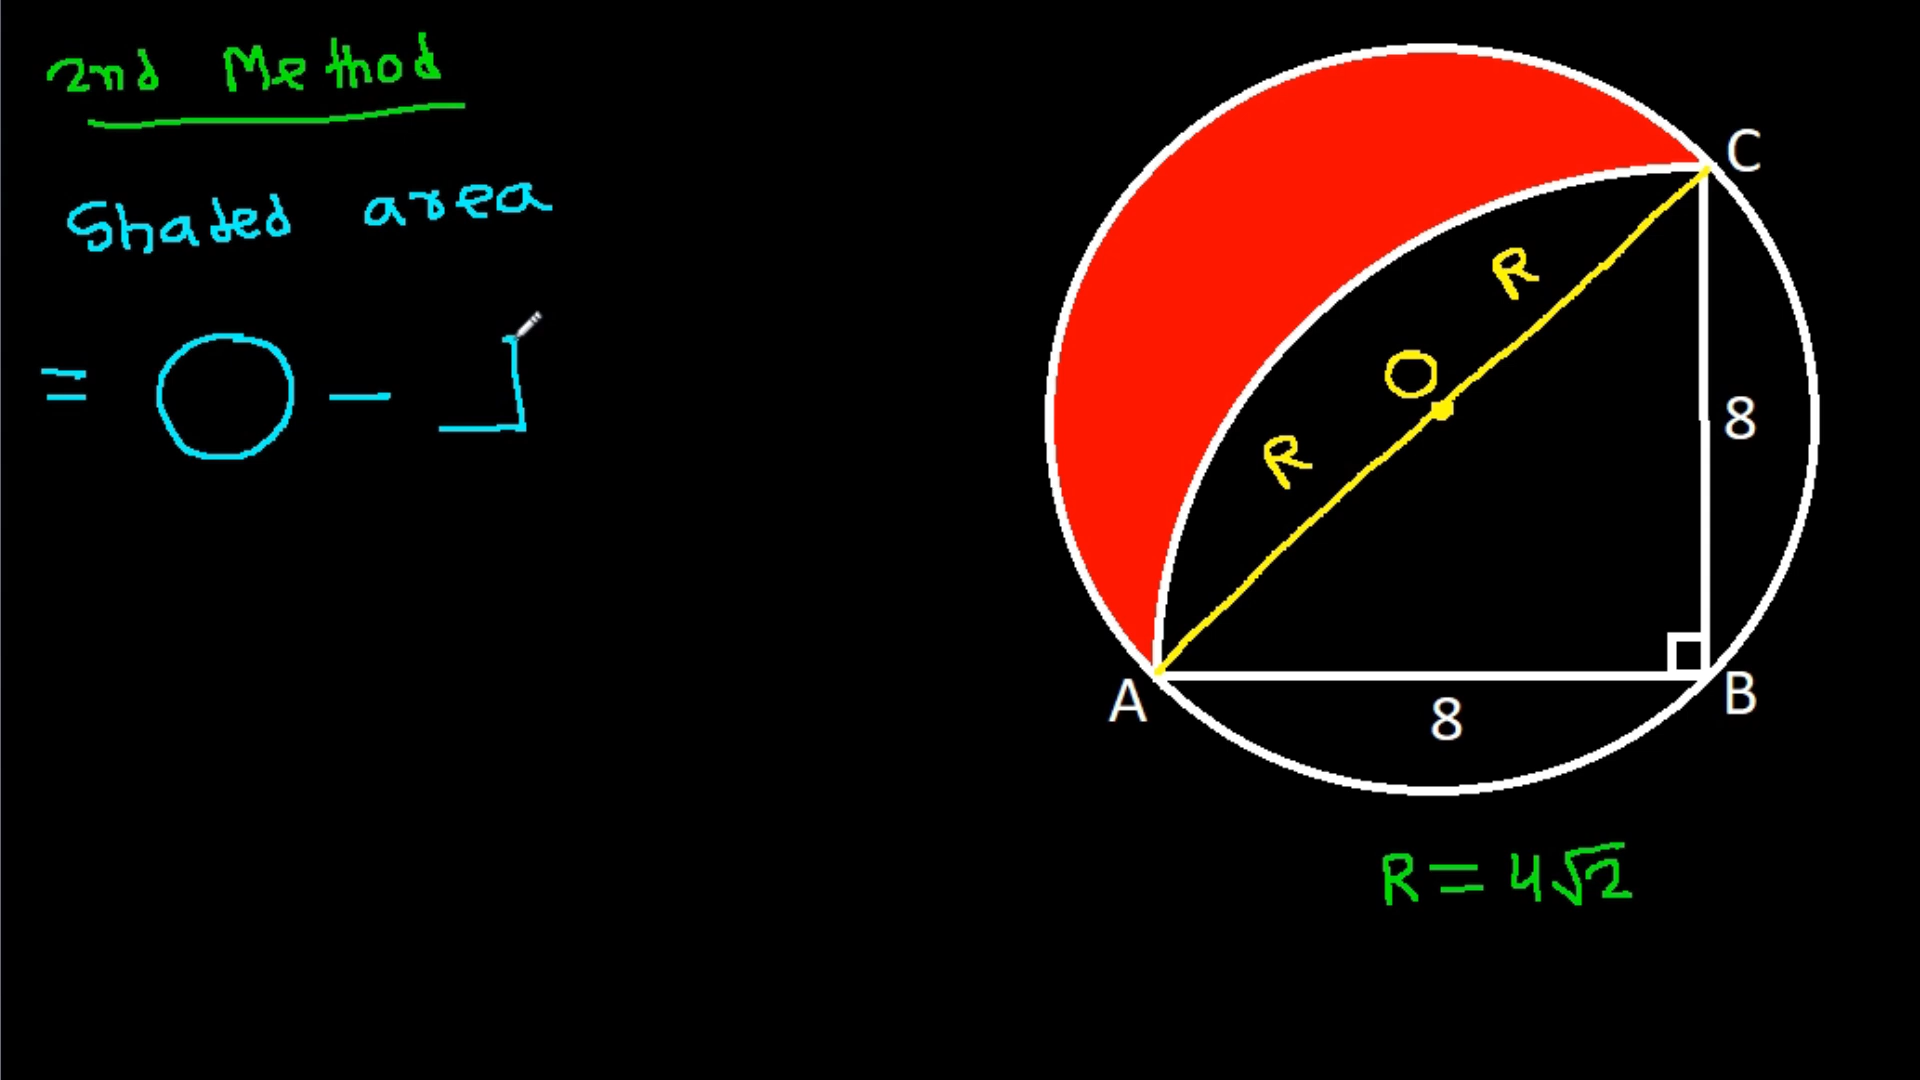 2nd Method
Shaded area
= ○ -
C
R
O
R
8
A
B
8
R = 4√2